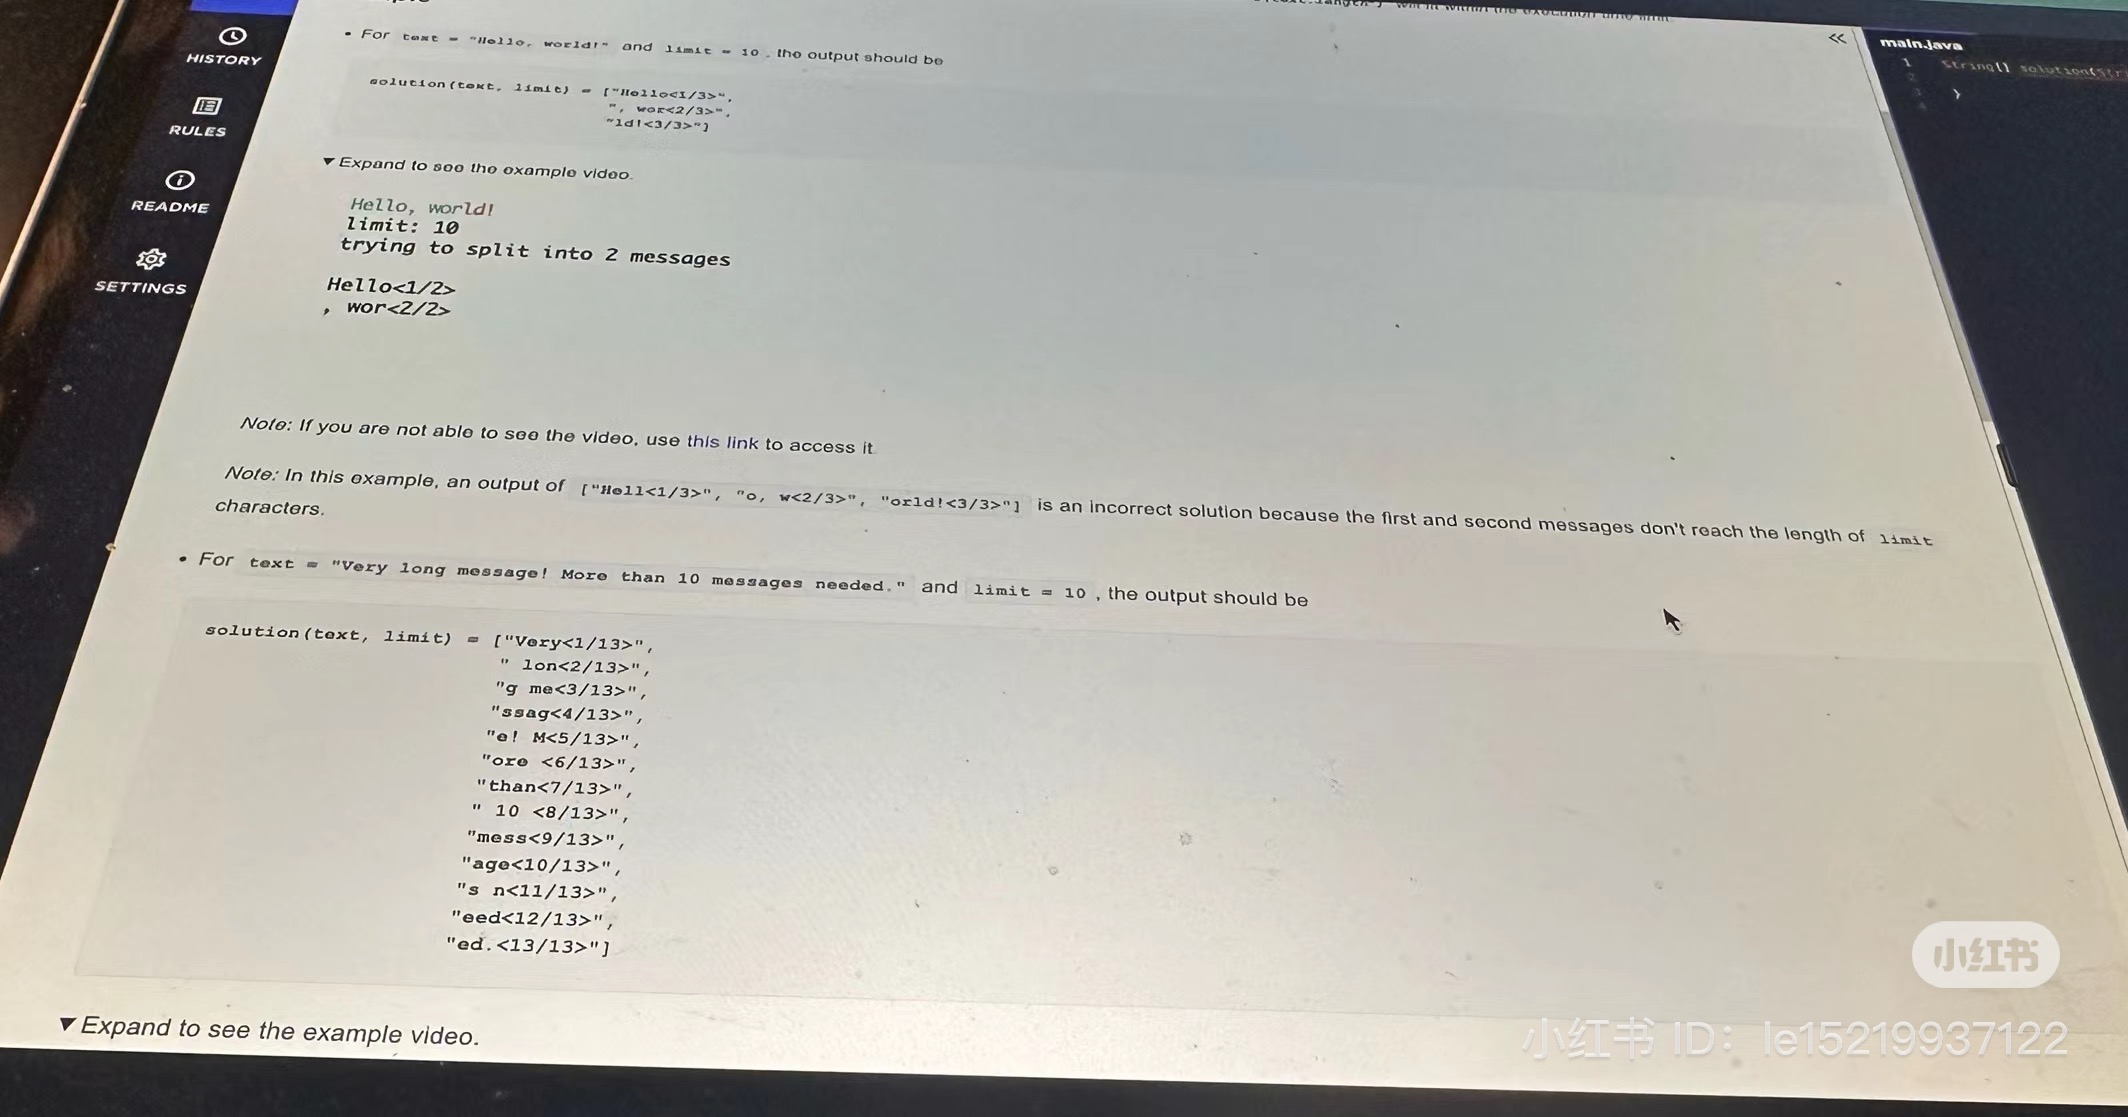 will fit within the execution time limit.
HISTORY
RULES
README
SETTINGS
• For text = "Hello, world!" and limit = 10 , the output should be
solution(text, limit) = ["Hello<1/3>",
", wor<2/3>",
"ld!<3/3>"]
▼ Expand to see the example video.
Hello, world!
limit: 10
trying to split into 2 messages
Hello<1/2>
, wor<2/2>
Note: If you are not able to see the video, use this link to access it
Note: In this example, an output of ["Hell<1/3>", "o, w<2/3>", "orld!<3/3>"] is an incorrect solution because the first and second messages don't reach the length of limit
characters.
• For text = "Very long message! More than 10 messages needed." and limit = 10 , the output should be
solution(text, limit) = ["Very<1/13>",
" lon<2/13>",
"g me<3/13>",
"ssag<4/13>",
"e! M<5/13>",
"ore <6/13>",
"than<7/13>",
" 10 <8/13>",
"mess<9/13>",
"age<10/13>",
"s n<11/13>",
"eed<12/13>",
"ed.<13/13>"]
▼ Expand to see the example video.
main.java
1 String[] solution(
2
3 }
4
小红书
小红书 ID: le15219937122